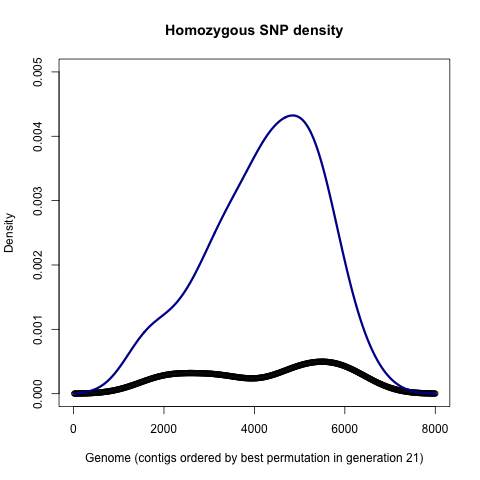 Homozygous SNP density
Density
0.005
0.004
0.003
0.002
0.001
0.000
0 2000 4000 6000 8000
Genome (contigs ordered by best permutation in generation 21)